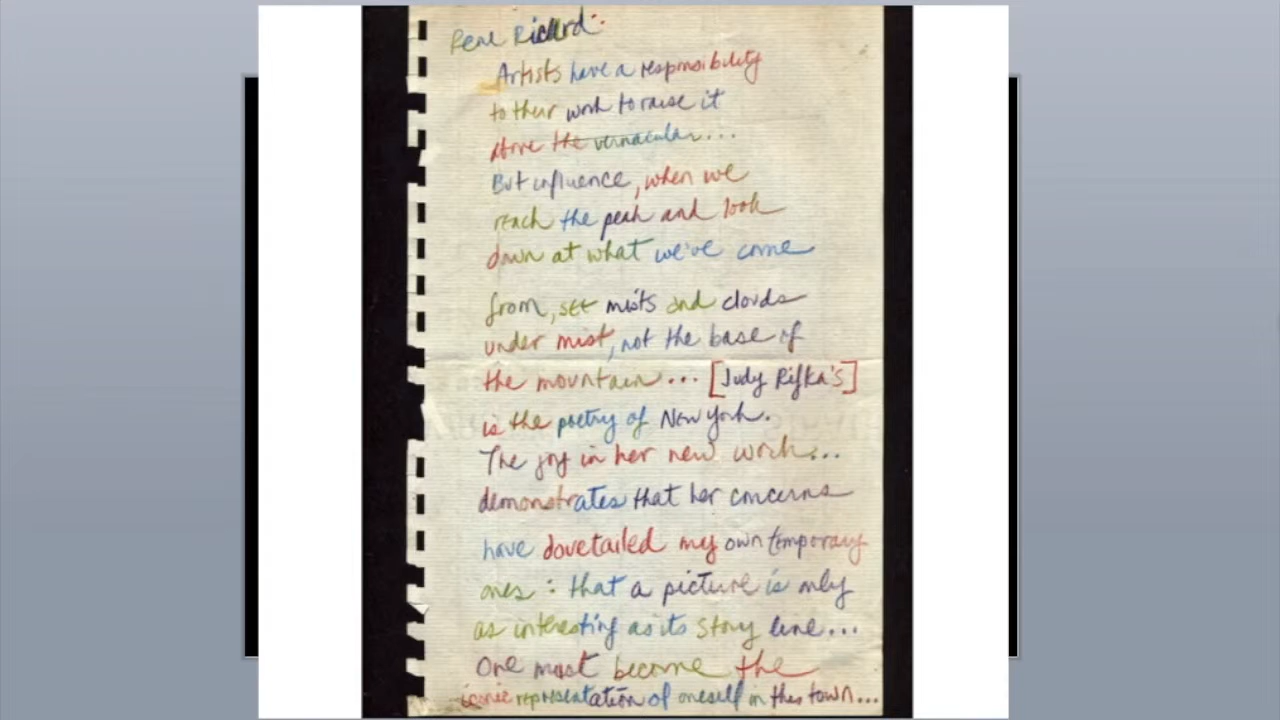 Rene Ricard:
Artists have a responsibility
to their work to raise it
above the vernacular...
But influence, when we
reach the peak and look
down at what we've come
from, see mists and clouds
under mist, not the base of
the mountain... [Judy Rifka's]
is the poetry of New York.
The joy in her new work...
demonstrates that her concerns
have dovetailed my own temporary
ones: that a picture is only
as interesting as its story line...
One must become the
iconic representation of oneself in this town...